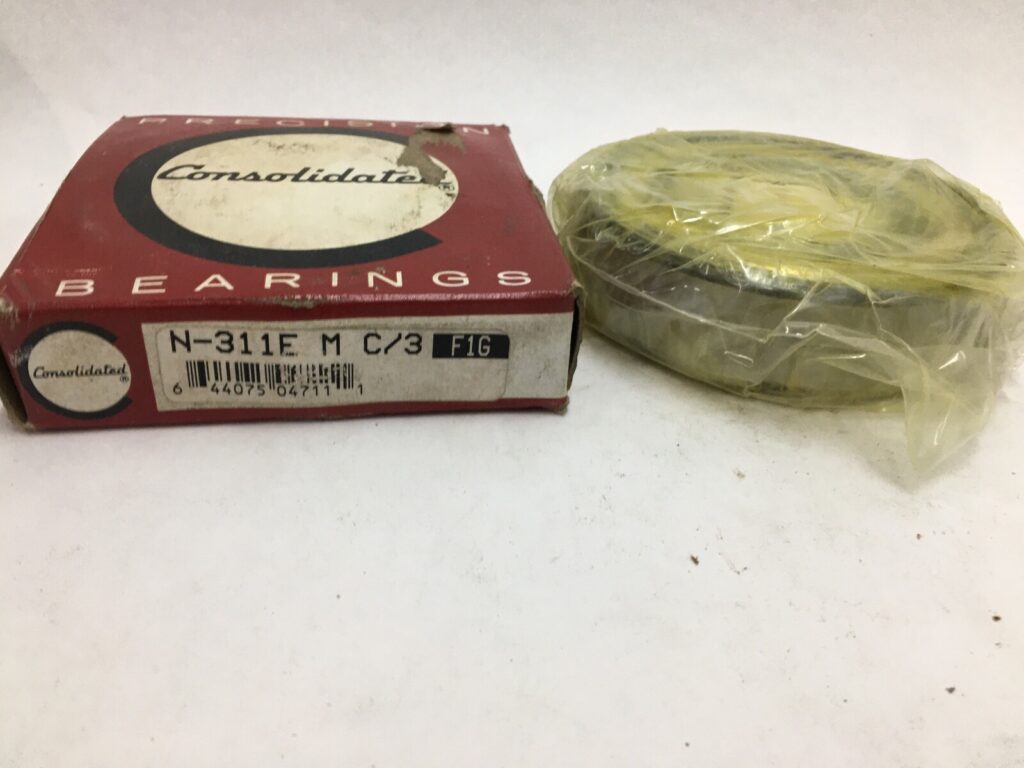 PRECISION
Consolidated
BEARINGS
Consolidated®
N-311E M C/3 F1G
6 44075 04711 1